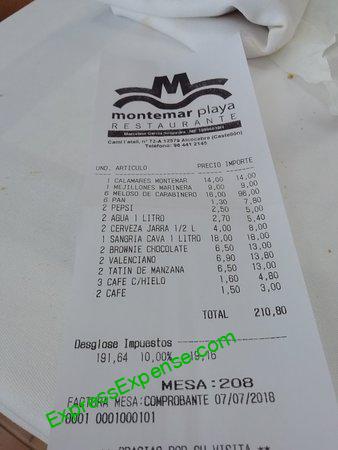 M
montemar playa
RESTAURANTE
Camí l'atall, nº 72-A 12579 Alcocebre (Castellón)
Teléfono: 96 441 2145
UND. ARTICULO PRECIO IMPORTE
1 CALAMARES MONTEMAR 14,00 14,00
1 MEJILLONES MARINERA 9,00 9,00
6 MELOSO DE CARABINERO 16,00 96,00
6 PAN 1,30 7,80
2 PEPSI 2,50 5,00
2 AGUA 1 LITRO 2,70 5,40
2 CERVEZA JARRA 1/2 L 4,00 8,00
1 SANGRIA CAVA 1 LITRO 18,00 18,00
2 BROWNIE CHOCOLATE 6,50 13,00
2 VALENCIANO 6,90 13,80
2 TATIN DE MANZANA 6,50 13,00
3 CAFE C/HIELO 1,60 4,80
2 CAFE 1,50 3,00
TOTAL 210,80
Desglose Impuestos
191,64 10,00% 19,16
MESA:208
FACTURA MESA:COMPROBANTE 07/07/2018
0001 0001000101
GRACIAS POR SU VISITA **
ExpressExpense.com